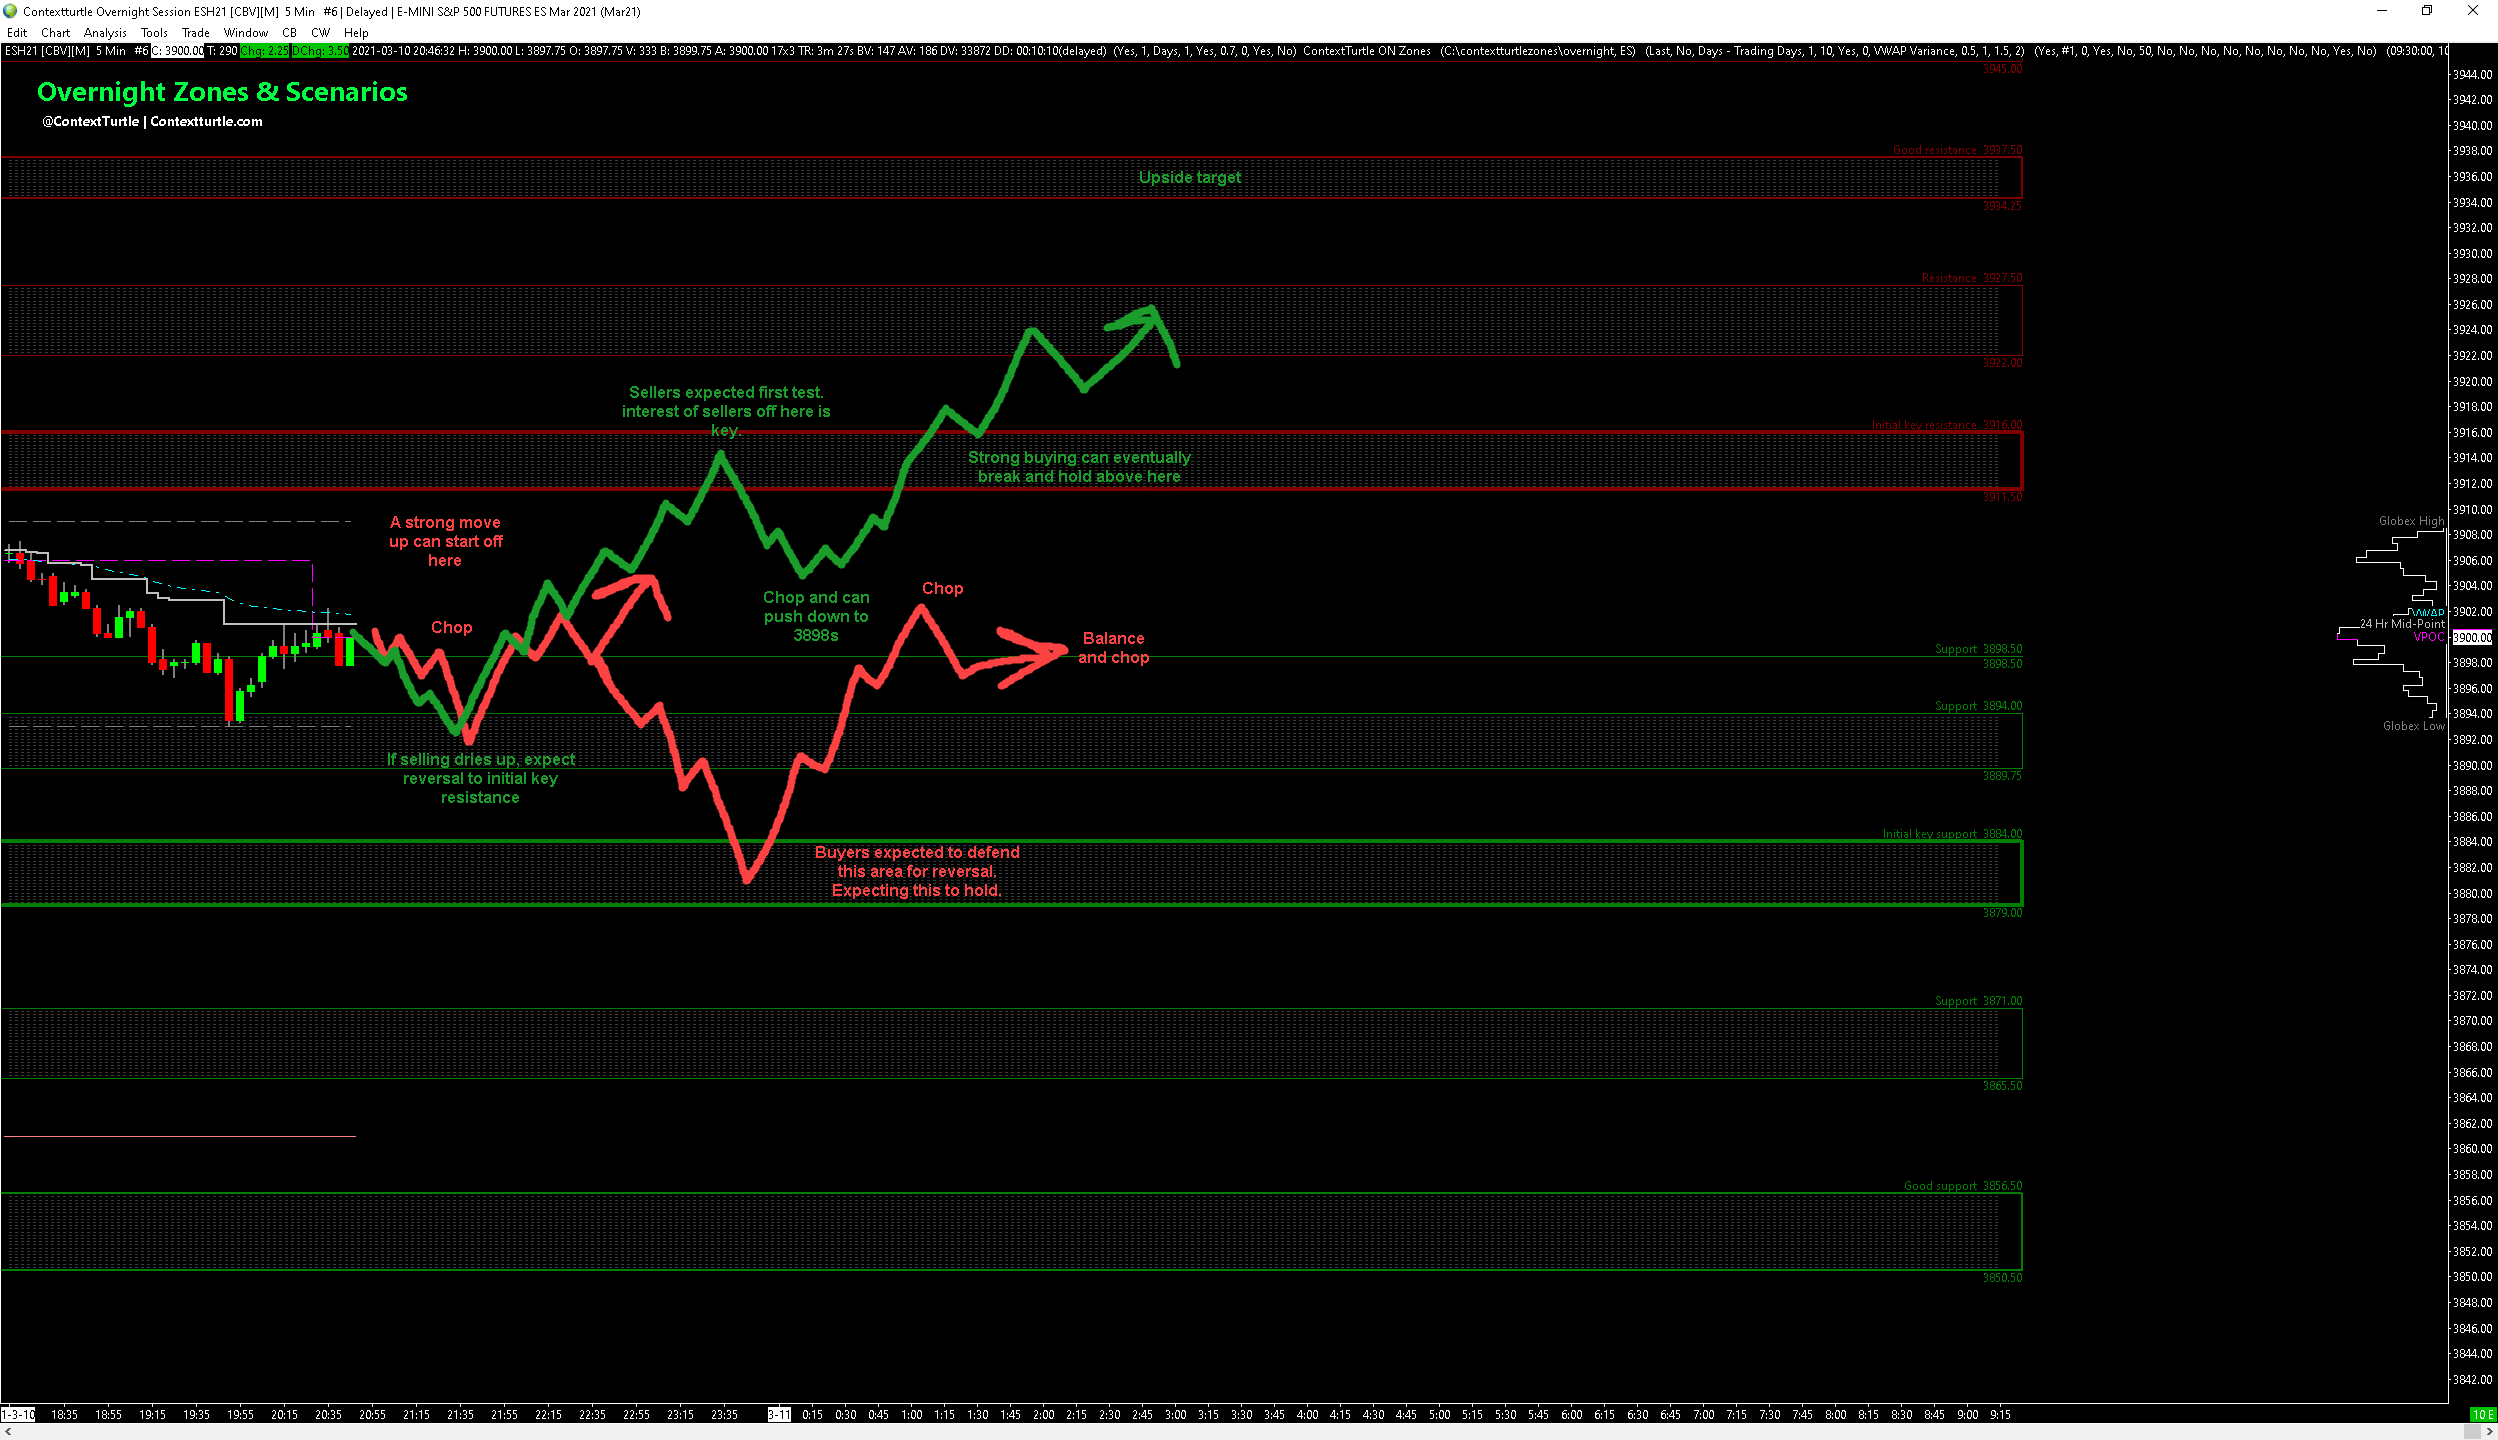 Contextturtle Overnight Session ESH21 [CBV][M]  5 Min   #6 | Delayed | E-MINI S&P 500 FUTURES ES Mar 2021 (Mar21)
Edit Chart Analysis Tools Trade Window CB CW Help
ESH21 [CBV][M]  5 Min   #6 C: 3900.00 T: 290 Chg: 2.25 DChg: 3.50 2021-03-10 20:46:32 H: 3900.00 L: 3897.75 O: 3897.75 V: 333 B: 3899.75 A: 3900.00 17x3 TR: 3m 27s BV: 147 AV: 186 DV: 33872 DD: 00:10:10(delayed)  (Yes, 1, Days, 1, Yes, 0.7, 0, Yes, No)  ContextTurtle ON Zones   (C:\contextturtlezones\overnight, ES)   (Last, No, Days - Trading Days, 1, 10, Yes, 0, VWAP Variance, 0.5, 1, 1.5, 2)   (Yes, #1, 0, Yes, No, 50, No, No, No, No, No, No, No, No, Yes, No)   (09:30:00, 10
3945.00
Overnight Zones & Scenarios
@ContextTurtle | Contextturtle.com
Good resistance 3937.50
Upside target
3934.25
Resistance 3927.50
3922.00
Sellers expected first test.
interest of sellers off here is
key.
Initial key resistance 3916.00
Strong buying can eventually
break and hold above here
3911.50
A strong move
up can start off
here
Globex High
Chop
Chop and can
push down to
3898s
VWAP
24 Hr Mid-Point
VPOC
Chop
Balance
and chop
Support 3898.50
3898.50
Support 3894.00
Globex Low
If selling dries up, expect
reversal to initial key
resistance
3889.75
Initial key support 3884.00
Buyers expected to defend
this area for reversal.
Expecting this to hold.
3879.00
Support 3871.00
3865.50
Good support 3856.50
3850.50
3944.00
3942.00
3940.00
3938.00
3936.00
3934.00
3932.00
3930.00
3928.00
3926.00
3924.00
3922.00
3920.00
3918.00
3916.00
3914.00
3912.00
3910.00
3908.00
3906.00
3904.00
3902.00
3900.00
3898.00
3896.00
3894.00
3892.00
3890.00
3888.00
3886.00
3884.00
3882.00
3880.00
3878.00
3876.00
3874.00
3872.00
3870.00
3868.00
3866.00
3864.00
3862.00
3860.00
3858.00
3856.00
3854.00
3852.00
3850.00
3848.00
3846.00
3844.00
3842.00
1-3-10 18:35 18:55 19:15 19:35 19:55 20:15 20:35 20:55 21:15 21:35 21:55 22:15 22:35 22:55 23:15 23:35 3-11 0:15 0:30 0:45 1:00 1:15 1:30 1:45 2:00 2:15 2:30 2:45 3:00 3:15 3:30 3:45 4:00 4:15 4:30 4:45 5:00 5:15 5:30 5:45 6:00 6:15 6:30 6:45 7:00 7:15 7:30 7:45 8:00 8:15 8:30 8:45 9:00 9:15 10 E